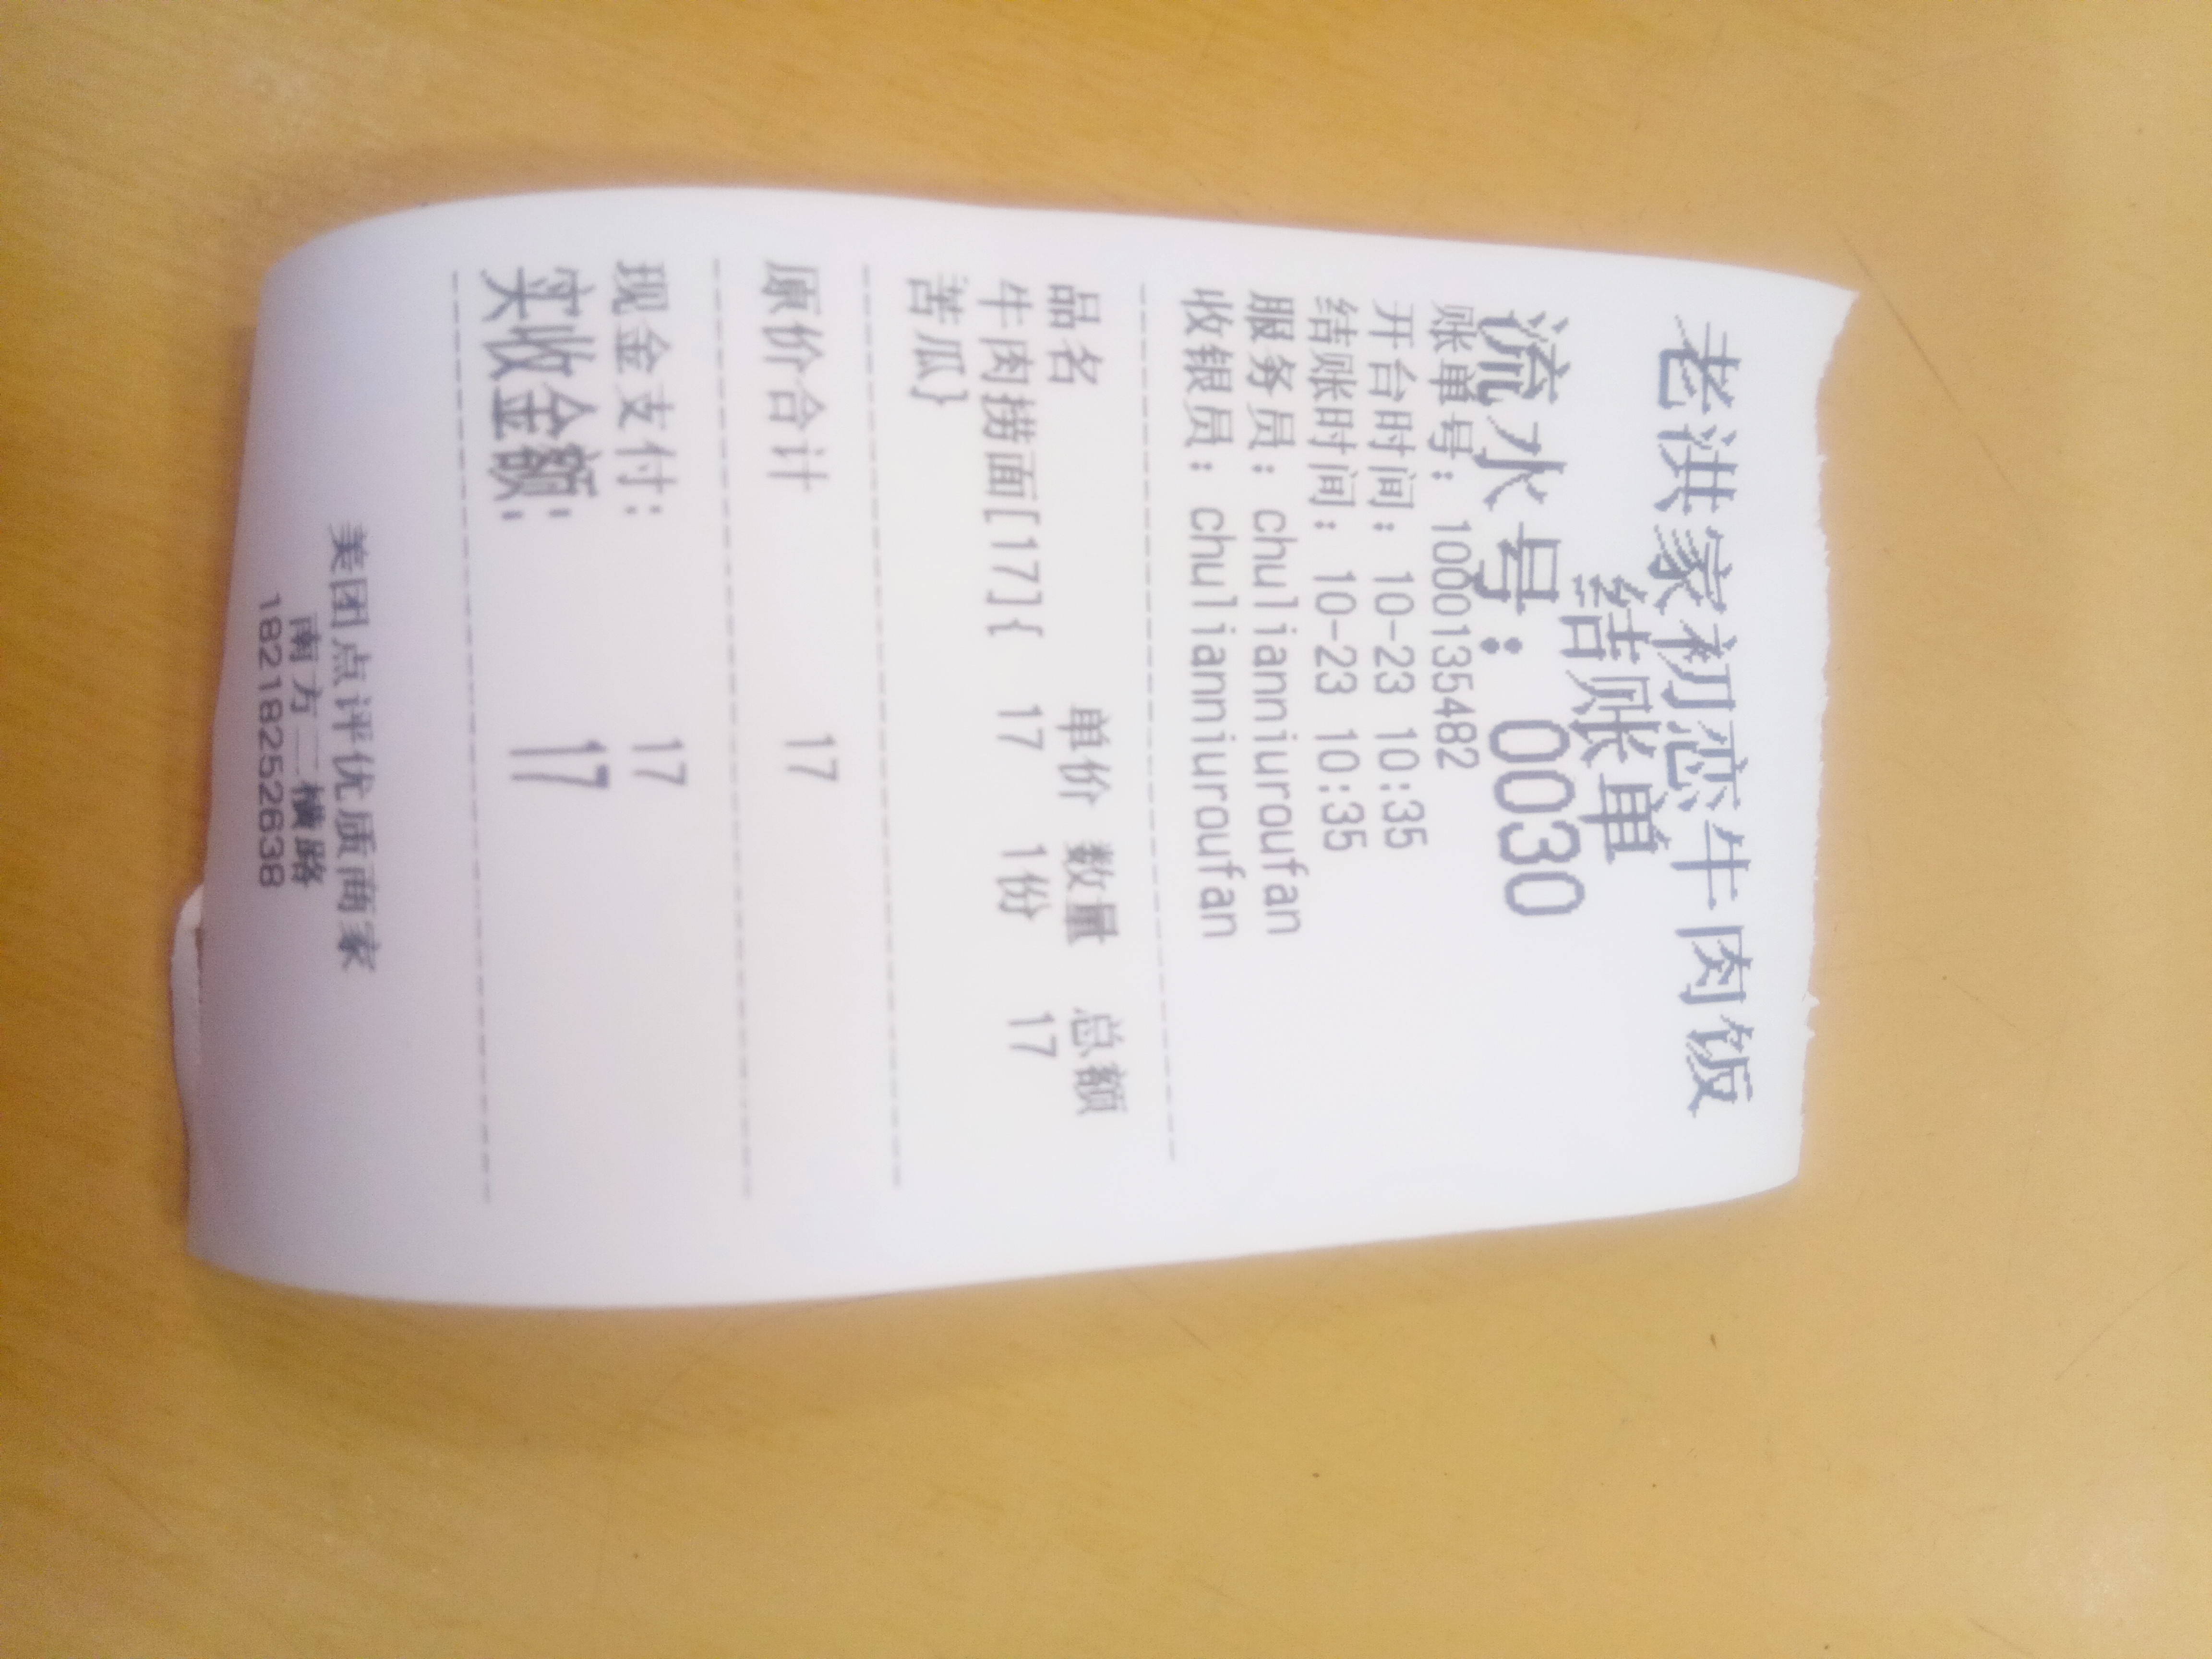 老洪家初恋牛肉饭
结账单
流水号：0030
账单号：1000135482
开台时间：10-23 10:35
结账时间：10-23 10:35
服务员：chulianniuroufan
收银员：chulianniuroufan
品名 单价 数量 总额
牛肉捞面[17]{ 17 1份 17
苦瓜}
原价合计 17
现金支付： 17
实收金额： 17
美团点评优质商家
南方二横路
18218252638